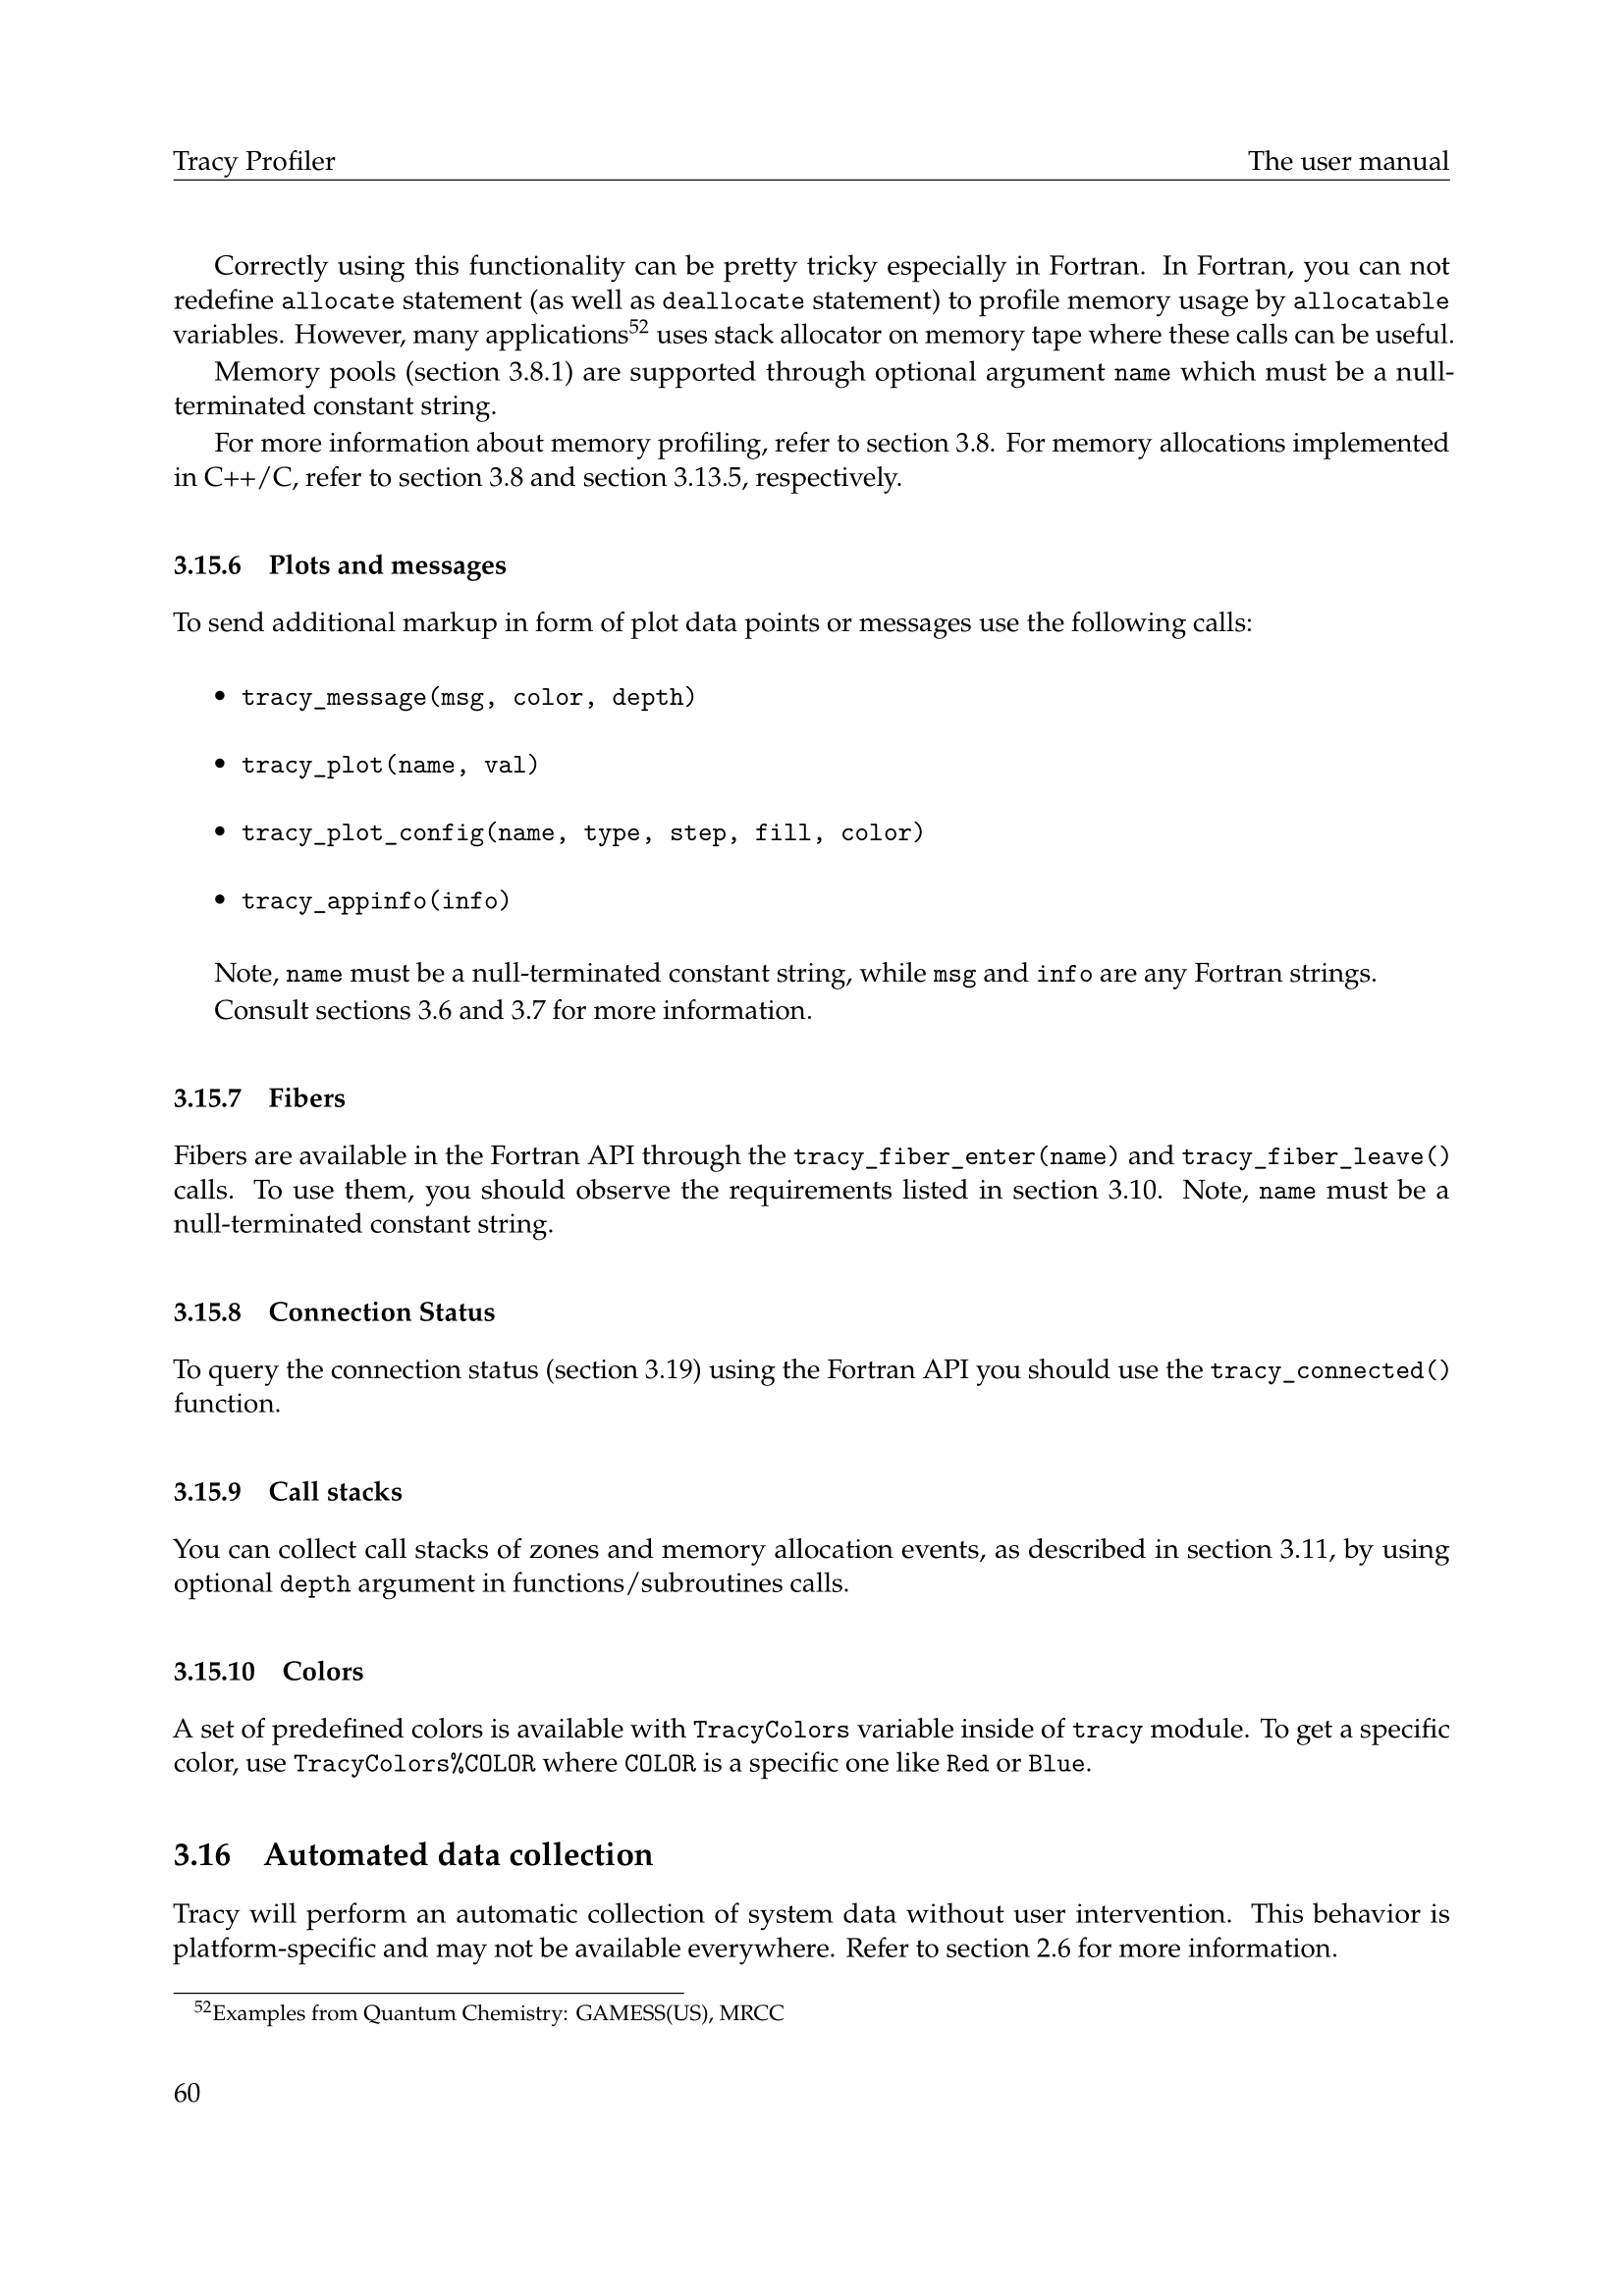 Tracy Profiler The user manual
Correctly using this functionality can be pretty tricky especially in Fortran. In Fortran, you can not
redefine allocate statement (as well as deallocate statement) to profile memory usage by allocatable
variables. However, many applications52 uses stack allocator on memory tape where these calls can be useful.
Memory pools (section 3.8.1) are supported through optional argument name which must be a null-
terminated constant string.
For more information about memory profiling, refer to section 3.8. For memory allocations implemented
in C++/C, refer to section 3.8 and section 3.13.5, respectively.
3.15.6 Plots and messages
To send additional markup in form of plot data points or messages use the following calls:
• tracy_message(msg, color, depth)
• tracy_plot(name, val)
• tracy_plot_config(name, type, step, fill, color)
• tracy_appinfo(info)
Note, name must be a null-terminated constant string, while msg and info are any Fortran strings.
Consult sections 3.6 and 3.7 for more information.
3.15.7 Fibers
Fibers are available in the Fortran API through the tracy_fiber_enter(name) and tracy_fiber_leave()
calls. To use them, you should observe the requirements listed in section 3.10. Note, name must be a
null-terminated constant string.
3.15.8 Connection Status
To query the connection status (section 3.19) using the Fortran API you should use the tracy_connected()
function.
3.15.9 Call stacks
You can collect call stacks of zones and memory allocation events, as described in section 3.11, by using
optional depth argument in functions/subroutines calls.
3.15.10 Colors
A set of predefined colors is available with TracyColors variable inside of tracy module. To get a specific
color, use TracyColors%COLOR where COLOR is a specific one like Red or Blue.
3.16 Automated data collection
Tracy will perform an automatic collection of system data without user intervention. This behavior is
platform-specific and may not be available everywhere. Refer to section 2.6 for more information.
52Examples from Quantum Chemistry: GAMESS(US), MRCC
60